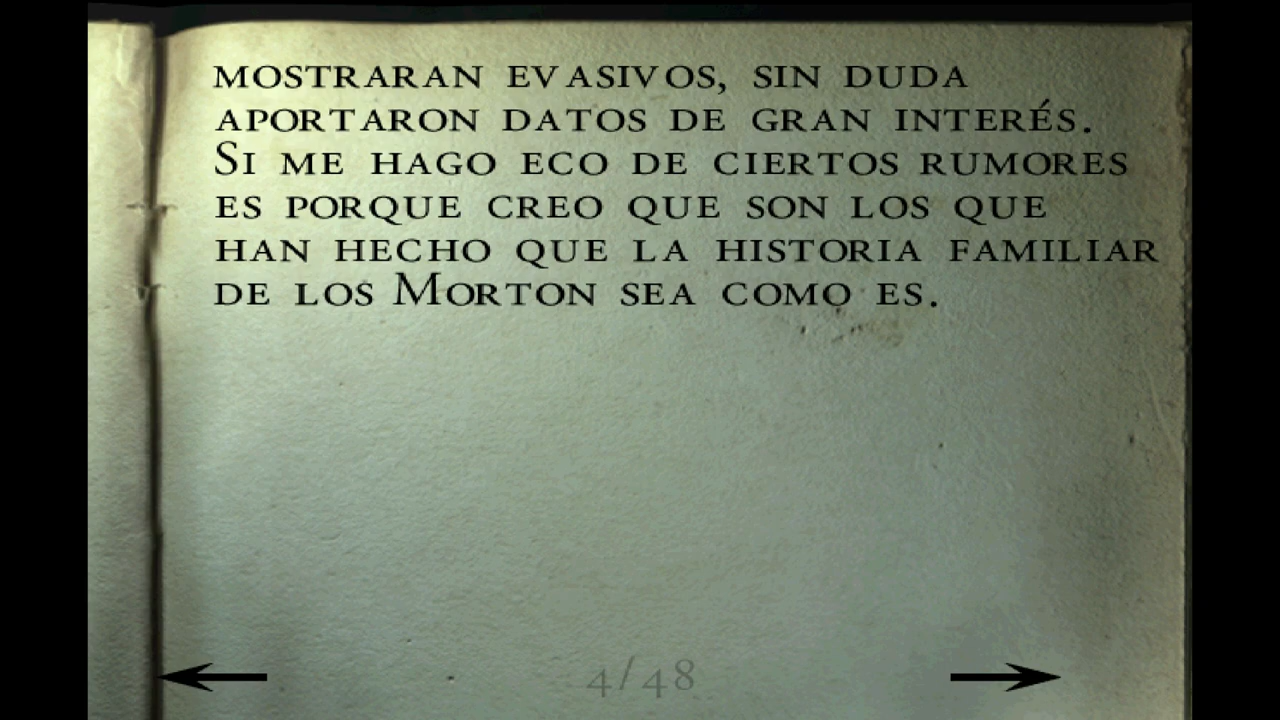 MOSTRARAN EVASIVOS, SIN DUDA
APORTARON DATOS DE GRAN INTERÉS.
SI ME HAGO ECO DE CIERTOS RUMORES
ES PORQUE CREO QUE SON LOS QUE
HAN HECHO QUE LA HISTORIA FAMILIAR
DE LOS MORTON SEA COMO ES.
4/48